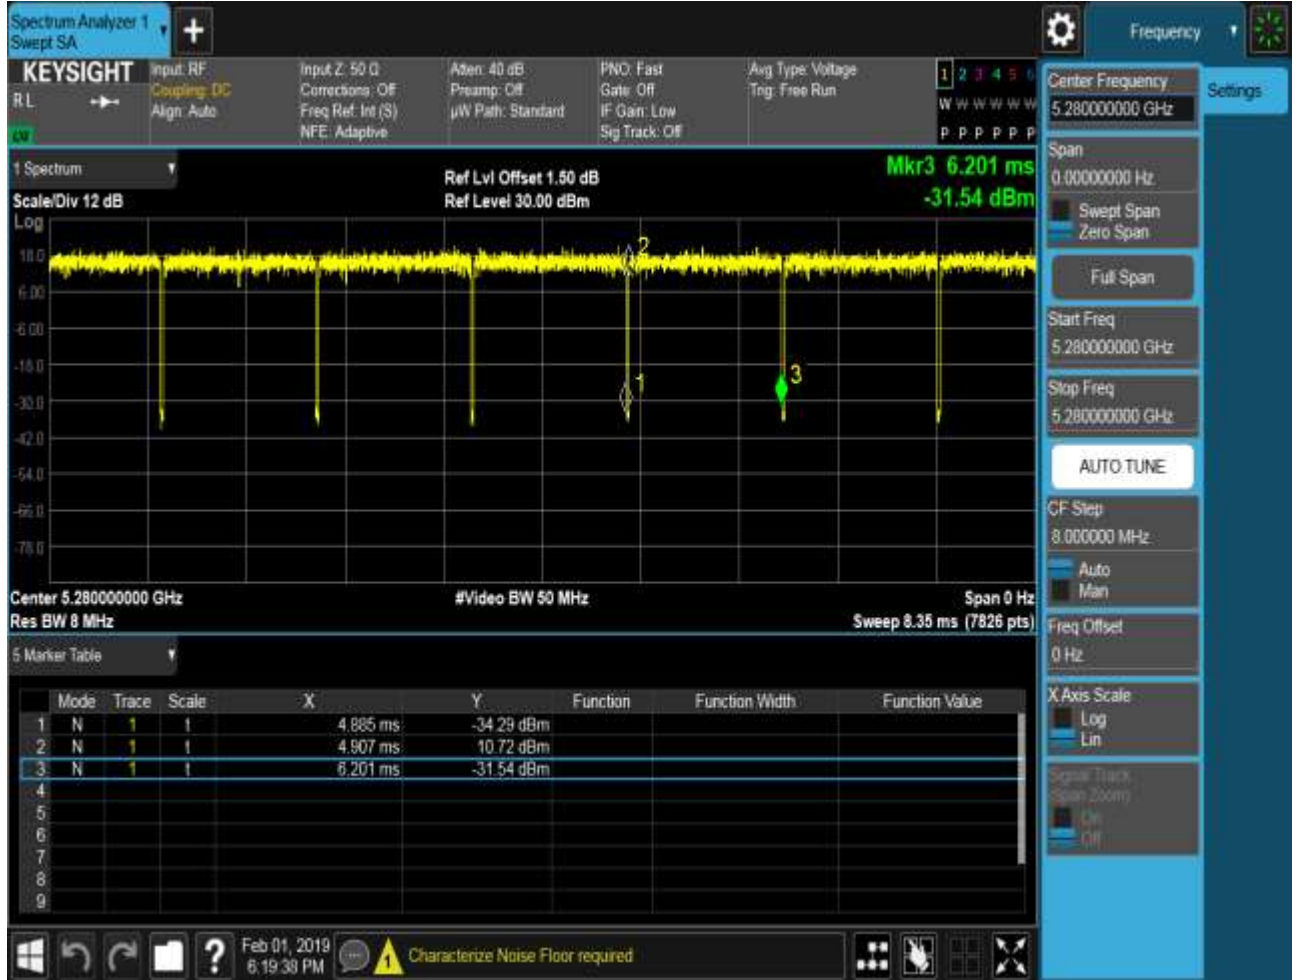 Spectrum Analyzer 1
Swept SA
+
Frequency
KEYSIGHT
RL
Input: RF
Coupling: DC
Align: Auto
Input Z: 50 Ω
Corrections: Off
Freq Ref: Int (S)
NFE: Adaptive
Atten: 40 dB
Preamp: Off
µW Path: Standard
PNO: Fast
Gate: Off
IF Gain: Low
Sig Track: Off
Avg Type: Voltage
Trig: Free Run
1 2 3 4 5 6
W W W W W W
P P P P P P
Center Frequency
5.280000000 GHz
Settings
Span
0.00000000 Hz
Swept Span
Zero Span
Full Span
Start Freq
5.280000000 GHz
Stop Freq
5.280000000 GHz
AUTO TUNE
CF Step
8.000000 MHz
Auto
Man
Freq Offset
0 Hz
X Axis Scale
Log
Lin
Signal Track
(Span Zoom)
On
Off
1 Spectrum
Scale/Div 12 dB
Log
Ref Lvl Offset 1.50 dB
Ref Level 30.00 dBm
Mkr3 6.201 ms
-31.54 dBm
18.0
6.00
-6.00
-18.0
-30.0
-42.0
-54.0
-66.0
-78.0
2
1
3
Center 5.280000000 GHz
#Video BW 50 MHz
Span 0 Hz
Res BW 8 MHz
Sweep 8.35 ms (7826 pts)
5 Marker Table
Mode Trace Scale X Y Function Function Width Function Value
1 N 1 t 4.885 ms -34.29 dBm
2 N 1 t 4.907 ms 10.72 dBm
3 N 1 t 6.201 ms -31.54 dBm
4
5
6
7
8
9
?
Feb 01, 2019
6:19:38 PM
1
Characterize Noise Floor required